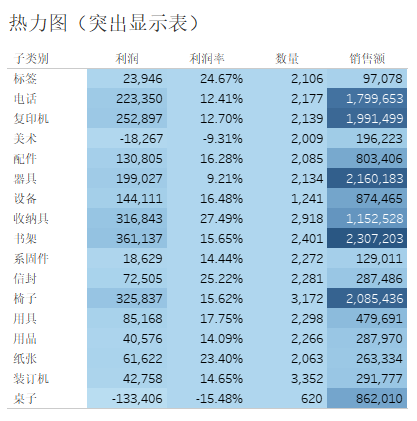 热力图（突出显示表）
子类别 利润 利润率 数量 销售额
标签 23,946 24.67% 2,106 97,078
电话 223,350 12.41% 2,177 1,799,653
复印机 252,897 12.70% 2,139 1,991,499
美术 -18,267 -9.31% 2,009 196,223
配件 130,805 16.28% 2,085 803,406
器具 199,027 9.21% 2,134 2,160,183
设备 144,111 16.48% 1,241 874,465
收纳具 316,843 27.49% 2,918 1,152,528
书架 361,137 15.65% 2,401 2,307,203
系固件 18,629 14.44% 2,272 129,011
信封 72,505 25.22% 2,281 287,486
椅子 325,837 15.62% 3,172 2,085,436
用具 85,168 17.75% 2,298 479,691
用品 40,576 14.09% 2,266 287,970
纸张 61,622 23.40% 2,063 263,334
装订机 42,758 14.65% 3,352 291,777
桌子 -133,406 -15.48% 620 862,010